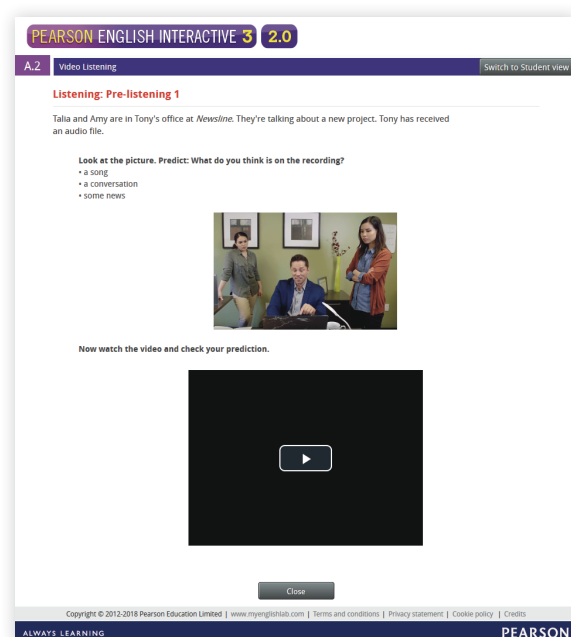 PEARSON ENGLISH INTERACTIVE 3 2.0
A.2 Video Listening Switch to Student view
Listening: Pre-listening 1
Talia and Amy are in Tony's office at Newsline. They're talking about a new project. Tony has received
an audio file.
Look at the picture. Predict: What do you think is on the recording?
• a song
• a conversation
• some news
Now watch the video and check your prediction.
Close
Copyright © 2012-2018 Pearson Education Limited | www.myenglishlab.com | Terms and conditions | Privacy statement | Cookie policy | Credits
ALWAYS LEARNING PEARSON